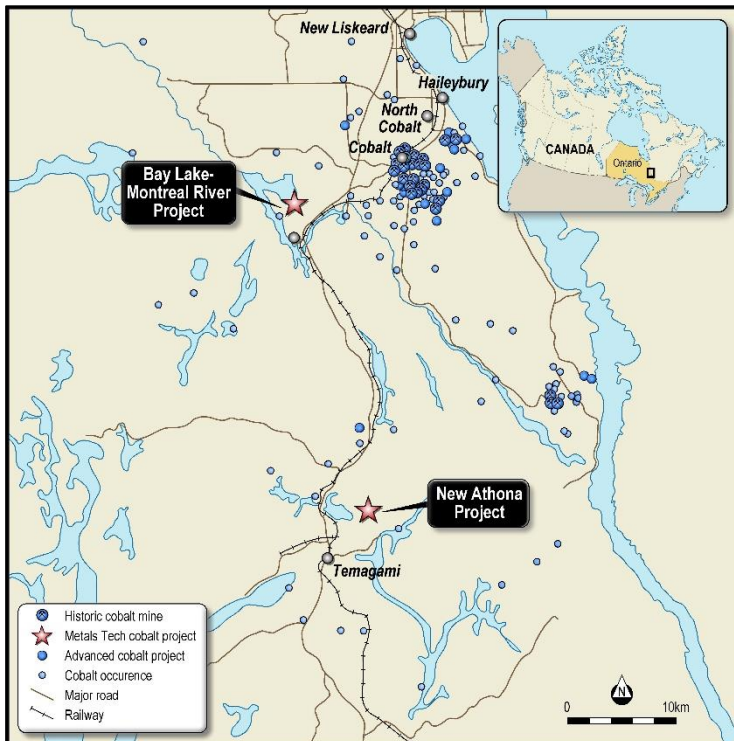 New Liskeard
Haileybury
North
Cobalt
Cobalt
CANADA
Ontario
Bay Lake-
Montreal River
Project
New Athona
Project
Temagami
Historic cobalt mine
Metals Tech cobalt project
Advanced cobalt project
Cobalt occurence
Major road
Railway
N
0
10km